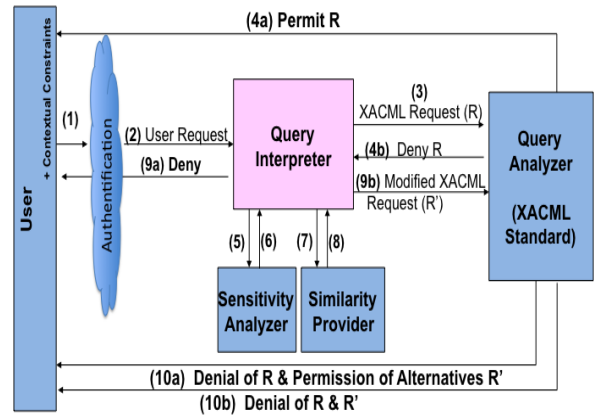 (4a) Permit R
User
+ Contextual Constraints
(1)
Authentification
(2) User Request
(9a) Deny
Query
Interpreter
(3)
XACML Request (R)
(4b) Deny R
(9b) Modified XACML
Request (R')
Query
Analyzer
(XACML
Standard)
(5)
(6)
(7)
(8)
Sensitivity
Analyzer
Similarity
Provider
(10a) Denial of R & Permission of Alternatives R'
(10b) Denial of R & R'